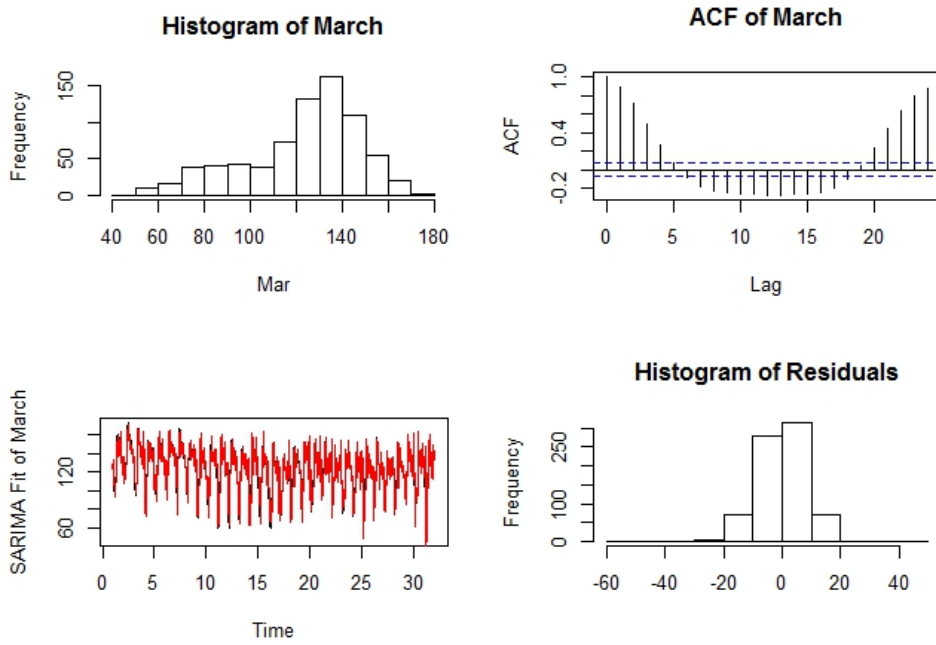 Histogram of March
Frequency
150
50
0
40 60 80 100 140 180
Mar
ACF of March
ACF
1.0
0.4
-0.2
0 5 10 15 20
Lag
SARIMA Fit of March
120
60
0 5 10 15 20 25 30
Time
Histogram of Residuals
Frequency
250
100
0
-60 -40 -20 0 20 40